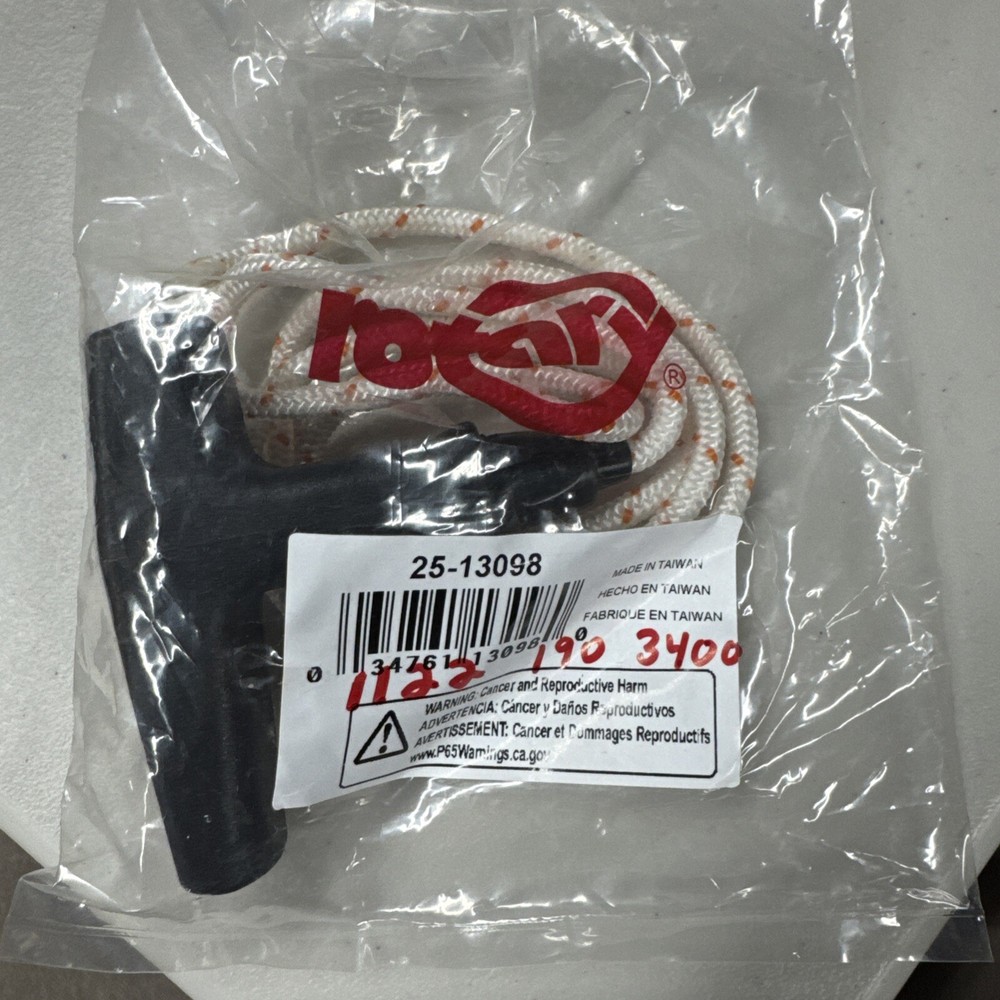 rotary ®
25-13098
MADE IN TAIWAN
HECHO EN TAIWAN
FABRIQUE EN TAIWAN
0 34761 13098 0
1122 190 3400
WARNING: Cancer and Reproductive Harm
ADVERTENCIA: Cáncer y Daños Reproductivos
AVERTISSEMENT: Cancer et Dommages Reproductifs
www.P65Warnings.ca.gov